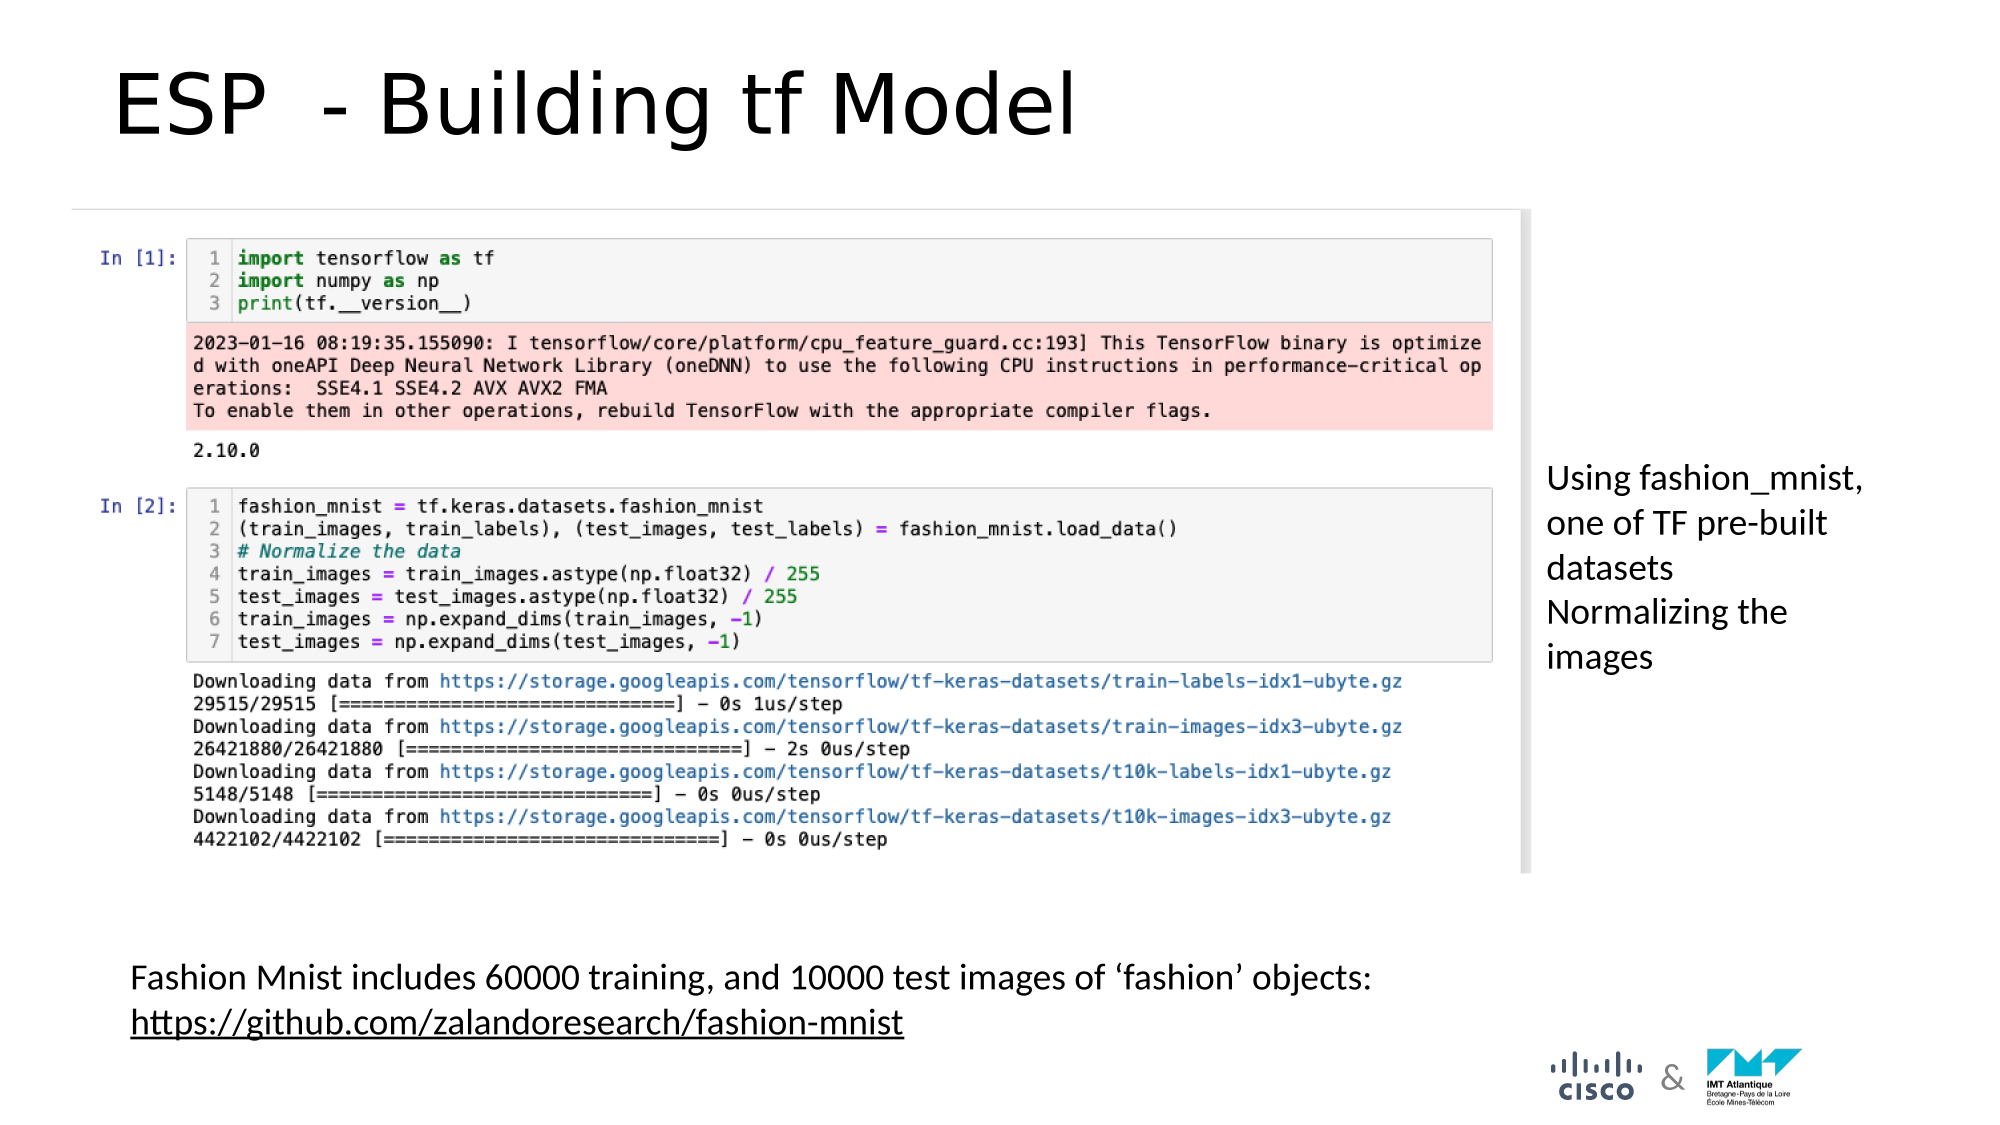 ESP  - Building tf Model
In [1]:
1 import tensorflow as tf
2 import numpy as np
3 print(tf.__version__)
2023-01-16 08:19:35.155090: I tensorflow/core/platform/cpu_feature_guard.cc:193] This TensorFlow binary is optimize
d with oneAPI Deep Neural Network Library (oneDNN) to use the following CPU instructions in performance-critical op
erations:  SSE4.1 SSE4.2 AVX AVX2 FMA
To enable them in other operations, rebuild TensorFlow with the appropriate compiler flags.
2.10.0
In [2]:
1 fashion_mnist = tf.keras.datasets.fashion_mnist
2 (train_images, train_labels), (test_images, test_labels) = fashion_mnist.load_data()
3 # Normalize the data
4 train_images = train_images.astype(np.float32) / 255
5 test_images = test_images.astype(np.float32) / 255
6 train_images = np.expand_dims(train_images, -1)
7 test_images = np.expand_dims(test_images, -1)
Downloading data from https://storage.googleapis.com/tensorflow/tf-keras-datasets/train-labels-idx1-ubyte.gz
29515/29515 [==============================] - 0s 1us/step
Downloading data from https://storage.googleapis.com/tensorflow/tf-keras-datasets/train-images-idx3-ubyte.gz
26421880/26421880 [==============================] - 2s 0us/step
Downloading data from https://storage.googleapis.com/tensorflow/tf-keras-datasets/t10k-labels-idx1-ubyte.gz
5148/5148 [==============================] - 0s 0us/step
Downloading data from https://storage.googleapis.com/tensorflow/tf-keras-datasets/t10k-images-idx3-ubyte.gz
4422102/4422102 [==============================] - 0s 0us/step
Using fashion_mnist,
one of TF pre-built
datasets
Normalizing the
images
Fashion Mnist includes 60000 training, and 10000 test images of ‘fashion’ objects:
https://github.com/zalandoresearch/fashion-mnist
CISCO
&
IMT Atlantique
Bretagne-Pays de la Loire
École Mines-Télécom